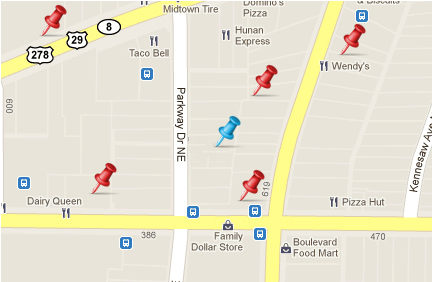 Midtown Tire
Domino's
Pizza
& Biscuits
8
29
278
Hunan
Express
Taco Bell
Wendy's
Parkway Dr NE
600
619
Kennesaw Ave
Dairy Queen
Pizza Hut
386
Family
Dollar Store
470
Boulevard
Food Mart